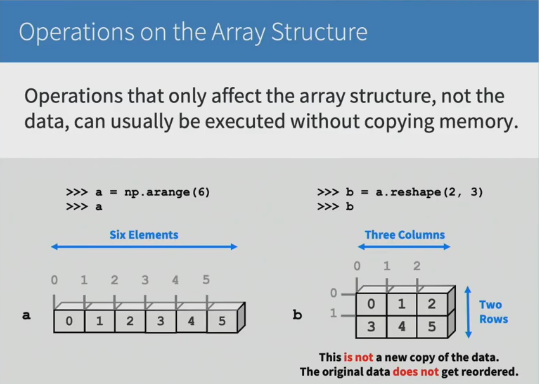 Operations on the Array Structure
Operations that only affect the array structure, not the
data, can usually be executed without copying memory.
>>> a = np.arange(6)
>>> a
Six Elements
0 1 2 3 4 5
a
0 1 2 3 4 5
>>> b = a.reshape(2, 3)
>>> b
Three Columns
0 1 2
0
1
b
0 1 2
3 4 5
Two
Rows
This is not a new copy of the data.
The original data does not get reordered.